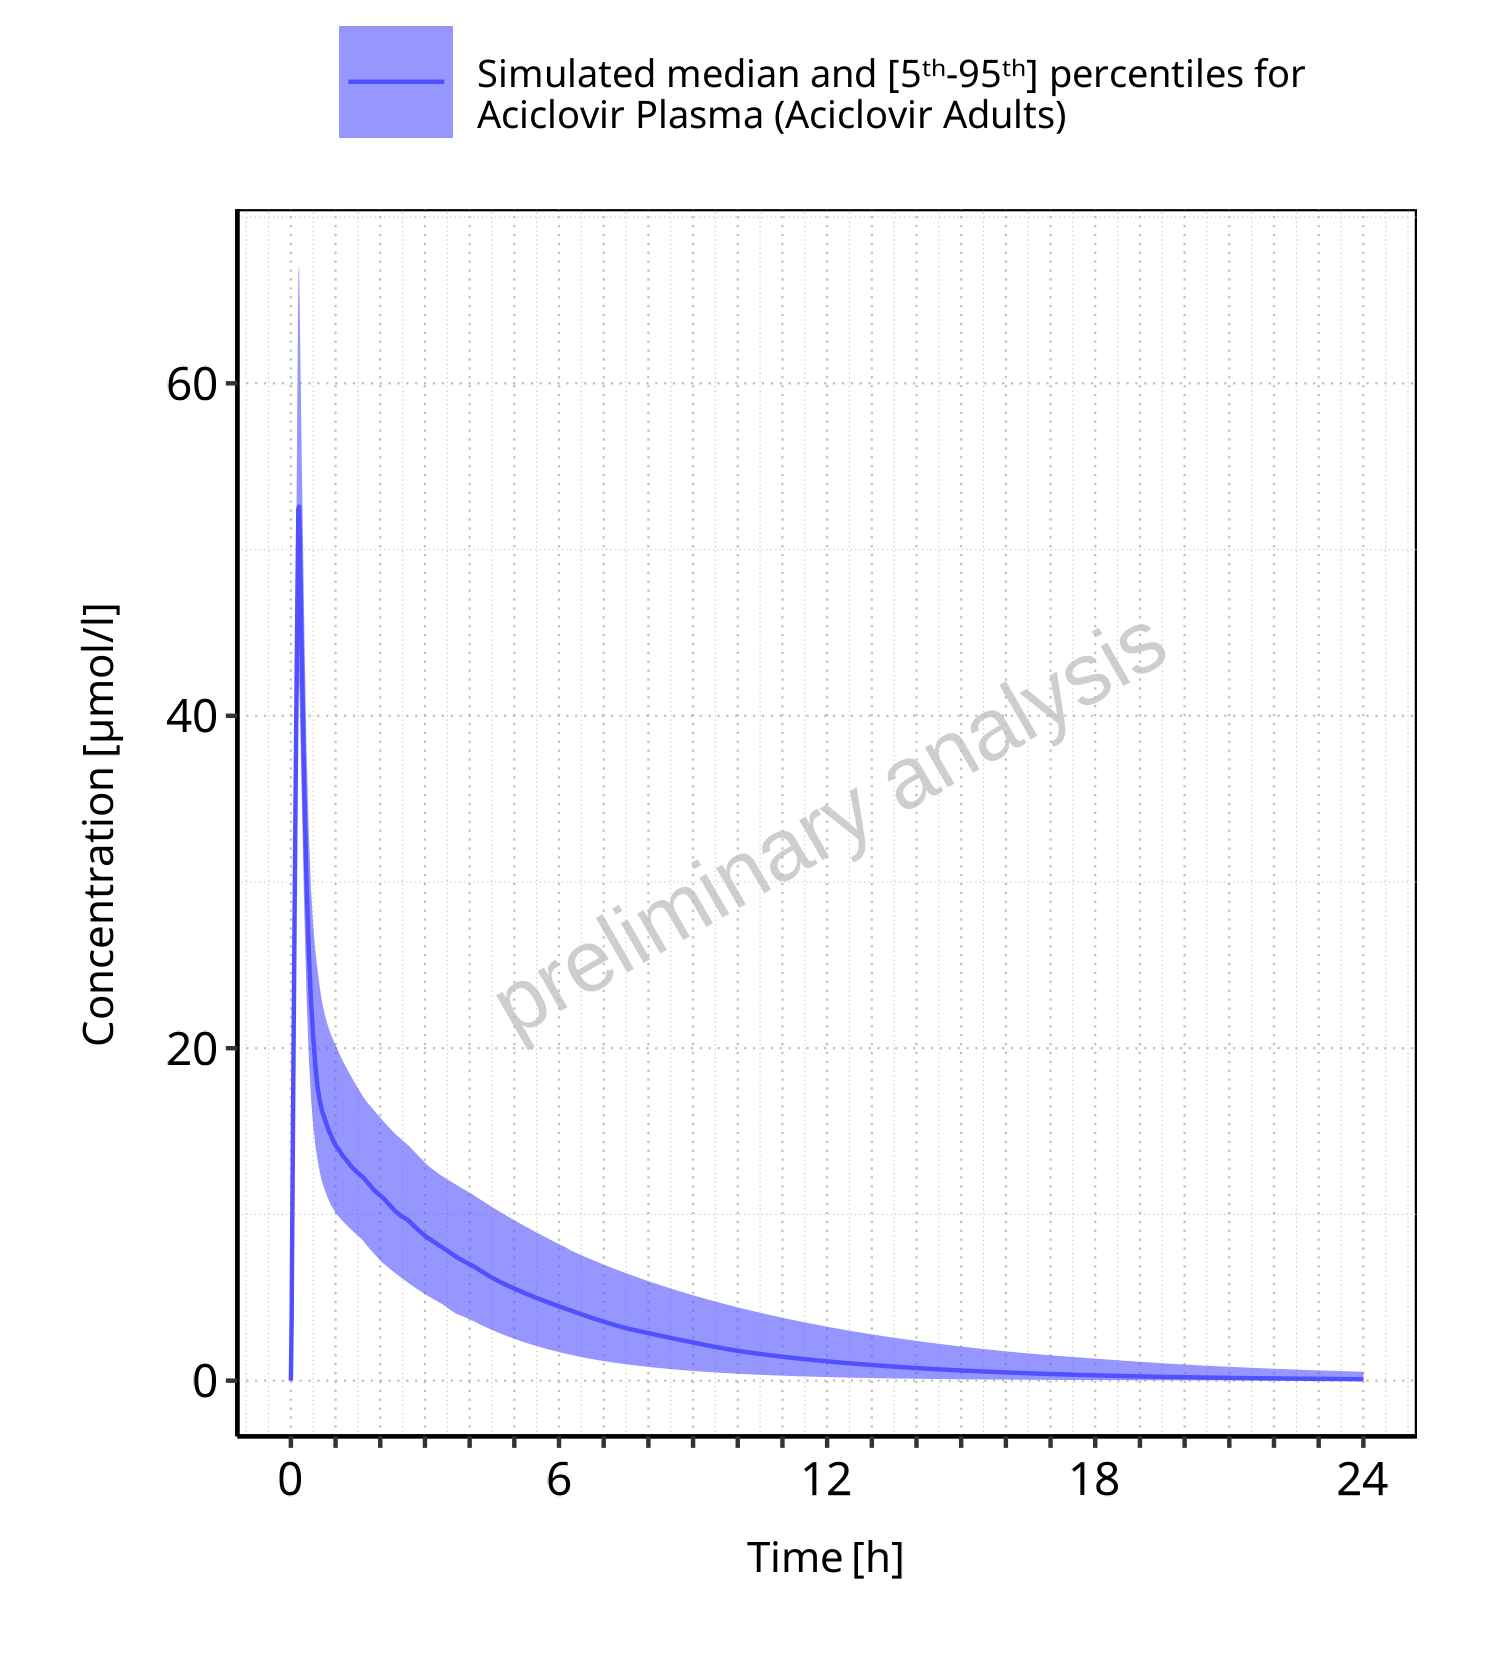 Simulated median and [5th-95th] percentiles for
Aciclovir Plasma (Aciclovir Adults)
60
40
20
0
Concentration [µmol/l]
preliminary analysis
0 6 12 18 24
Time [h]